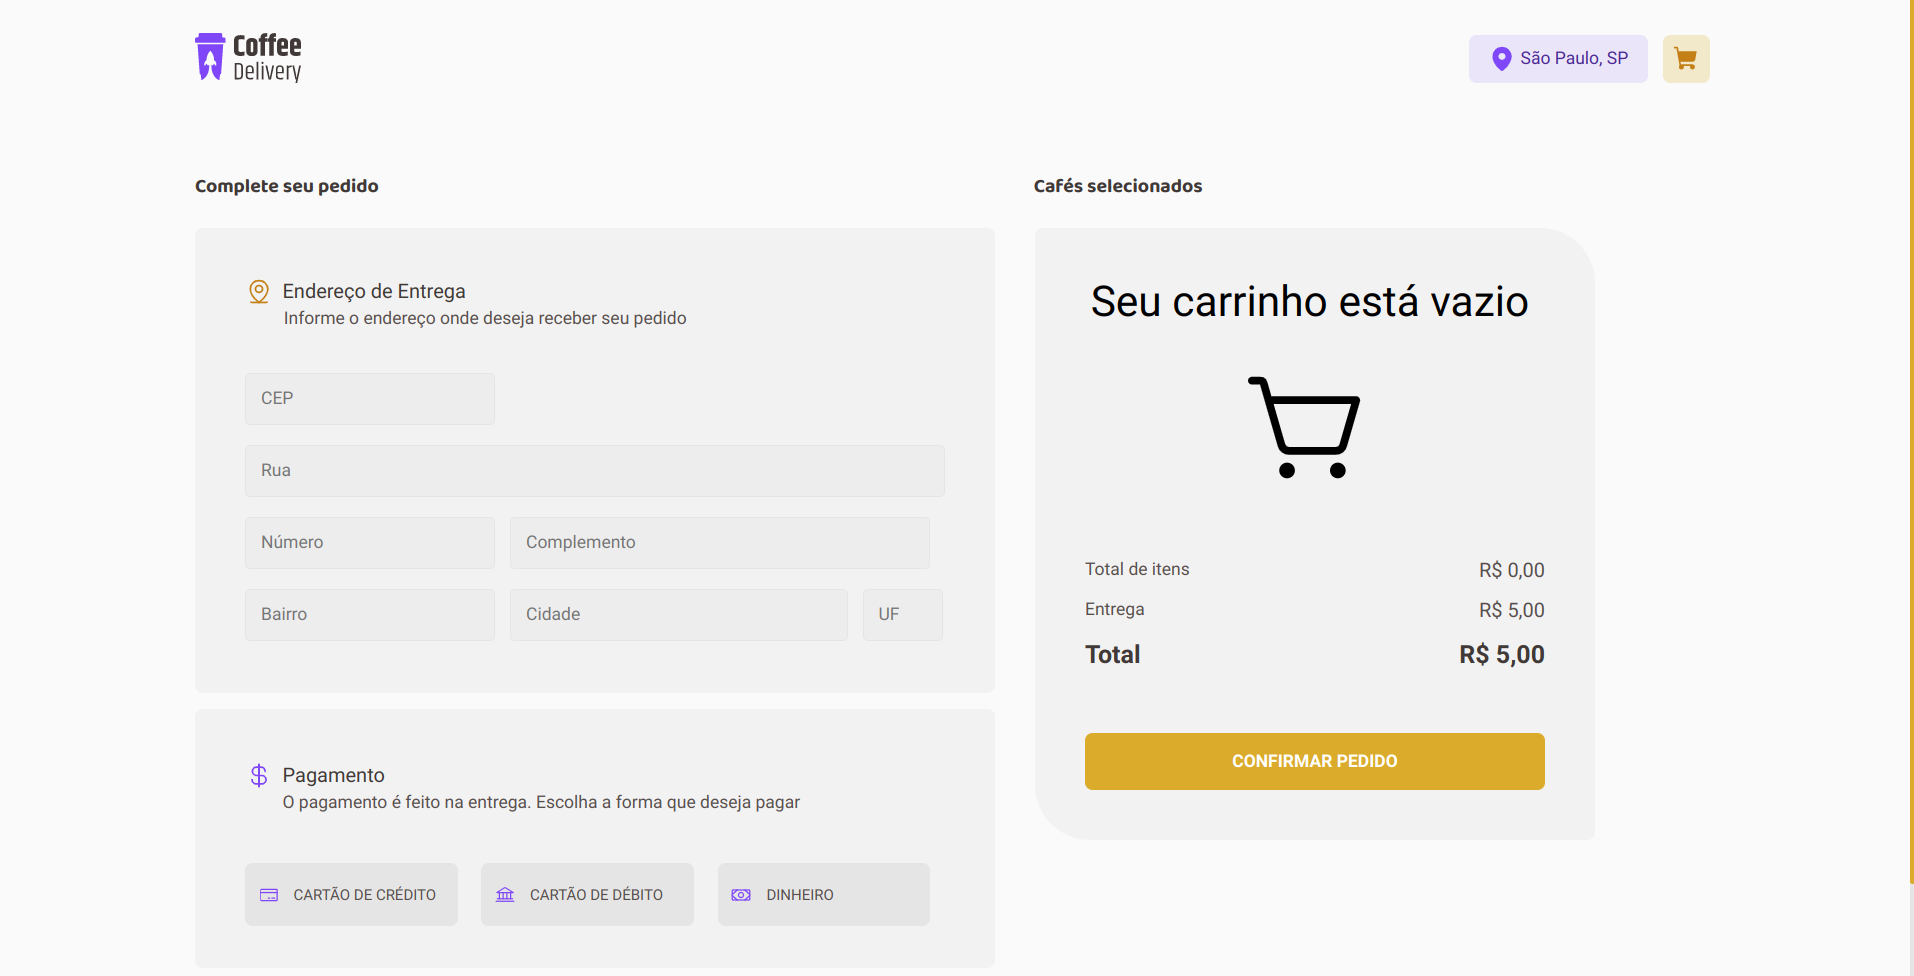 Coffee
Delivery
São Paulo, SP
Complete seu pedido
Endereço de Entrega
Informe o endereço onde deseja receber seu pedido
CEP
Rua
Número
Complemento
Bairro
Cidade
UF
Pagamento
O pagamento é feito na entrega. Escolha a forma que deseja pagar
CARTÃO DE CRÉDITO
CARTÃO DE DÉBITO
DINHEIRO
Cafés selecionados
Seu carrinho está vazio
Total de itens
R$ 0,00
Entrega
R$ 5,00
Total
R$ 5,00
CONFIRMAR PEDIDO